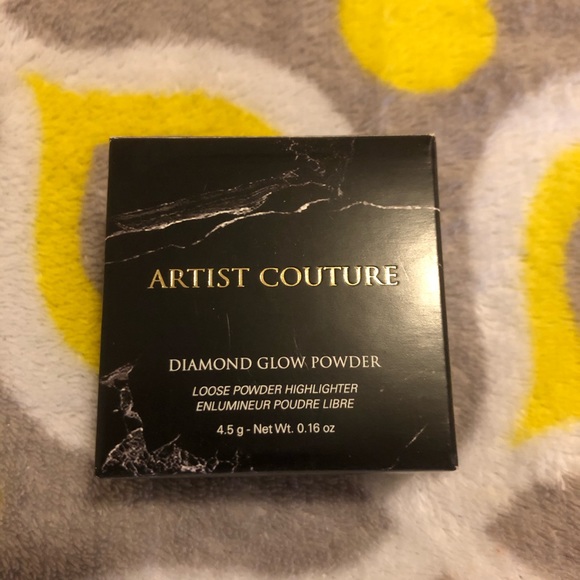 ARTIST COUTURE
DIAMOND GLOW POWDER
LOOSE POWDER HIGHLIGHTER
ENLUMINEUR POUDRE LIBRE
4.5 g - Net Wt. 0.16 oz